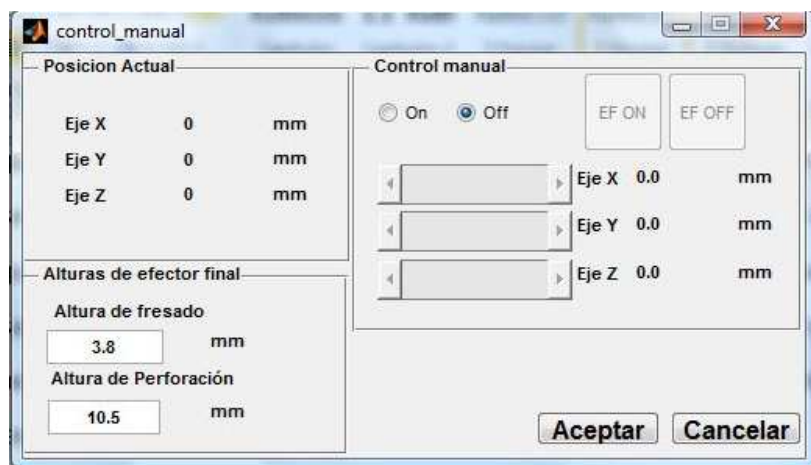 control_manual
Posicion Actual
Eje X 0 mm
Eje Y 0 mm
Eje Z 0 mm
Control manual
On Off EF ON EF OFF
Eje X 0.0 mm
Eje Y 0.0 mm
Eje Z 0.0 mm
Alturas de efector final
Altura de fresado
3.8 mm
Altura de Perforación
10.5 mm
Aceptar Cancelar